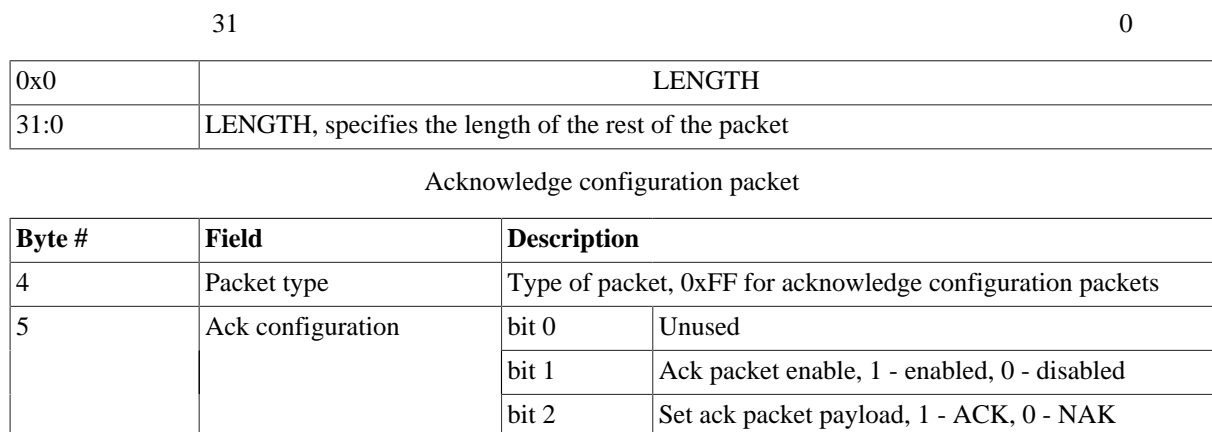 31 0
0x0 LENGTH
31:0 LENGTH, specifies the length of the rest of the packet
Acknowledge configuration packet
Byte # Field Description
4 Packet type Type of packet, 0xFF for acknowledge configuration packets
5 Ack configuration bit 0 Unused
bit 1 Ack packet enable, 1 - enabled, 0 - disabled
bit 2 Set ack packet payload, 1 - ACK, 0 - NAK